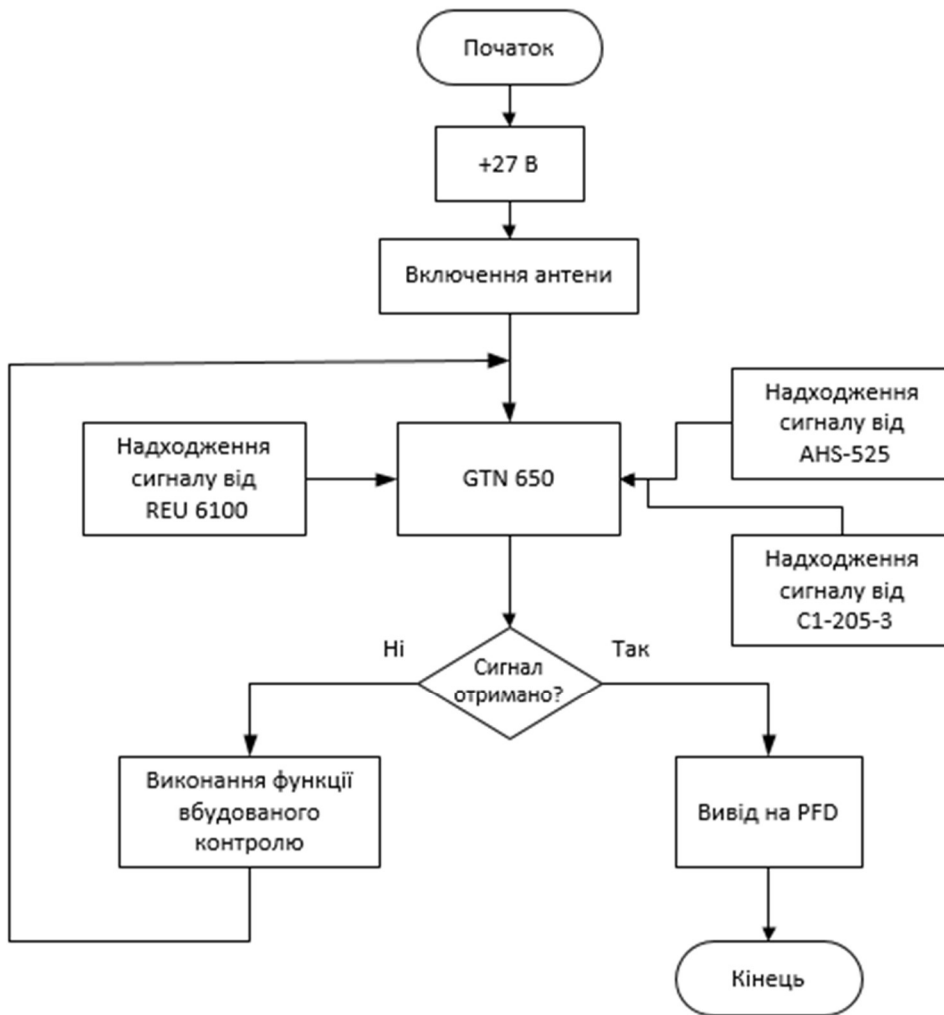 Початок
+27 В
Включення антени
Надходження
сигналу від
AHS-525
Надходження
сигналу від
REU 6100
GTN 650
Надходження
сигналу від
C1-205-3
Ні
Так
Сигнал
отримано?
Виконання функції
вбудованого
контролю
Вивід на PFD
Кінець